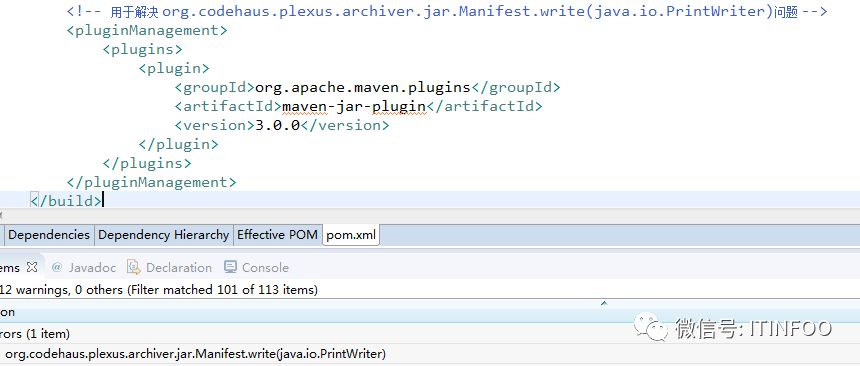 <!-- 用于解决 org.codehaus.plexus.archiver.jar.Manifest.write(java.io.PrintWriter)问题 -->
<pluginManagement>
<plugins>
<plugin>
<groupId>org.apache.maven.plugins</groupId>
<artifactId>maven-jar-plugin</artifactId>
<version>3.0.0</version>
</plugin>
</plugins>
</pluginManagement>
</build>
Dependencies Dependency Hierarchy Effective POM pom.xml
ems @ Javadoc Declaration Console
12 warnings, 0 others (Filter matched 101 of 113 items)
on
rors (1 item)
微信号: ITINFOO
org.codehaus.plexus.archiver.jar.Manifest.write(java.io.PrintWriter)